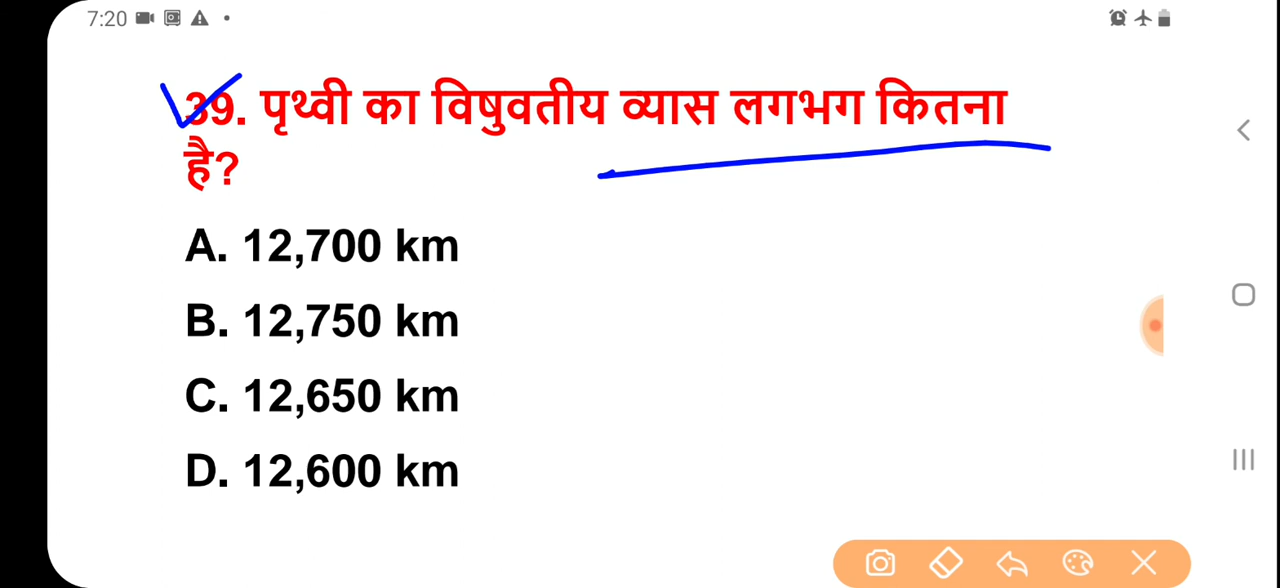 7:20
39. पृथ्वी का विषुवतीय व्यास लगभग कितना
है?
A. 12,700 km
B. 12,750 km
C. 12,650 km
D. 12,600 km